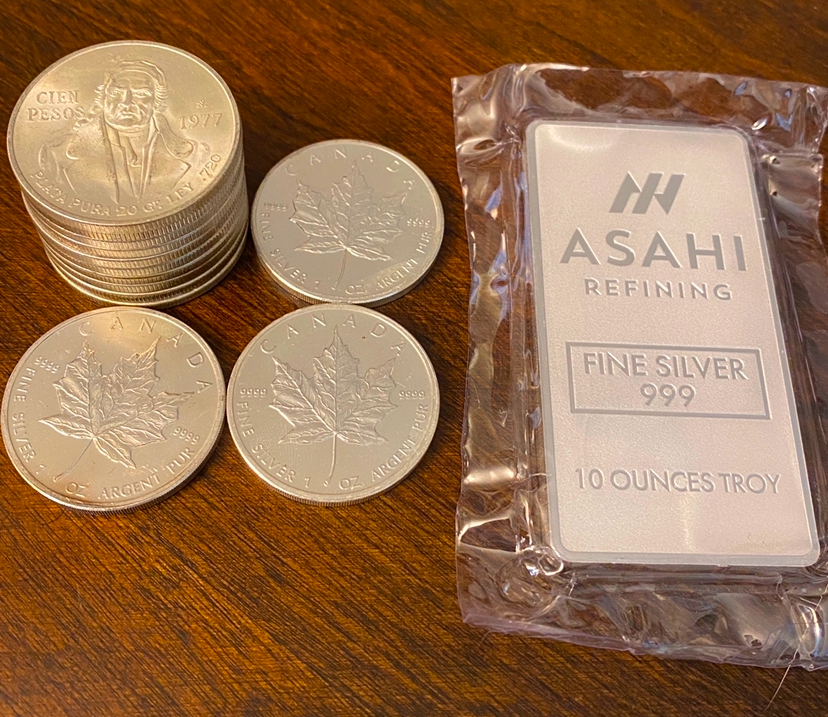 CIEN
PESOS
1977
PLATA PURA 20 GR. LEY .720
CANADA
9999
9999
FINE SILVER 1 OZ ARGENT PUR
CANADA
9999
9999
FINE SILVER 1 OZ ARGENT PUR
CANADA
9999
9999
FINE SILVER 1 OZ ARGENT PUR
ASAHI
REFINING
FINE SILVER
999
10 OUNCES TROY